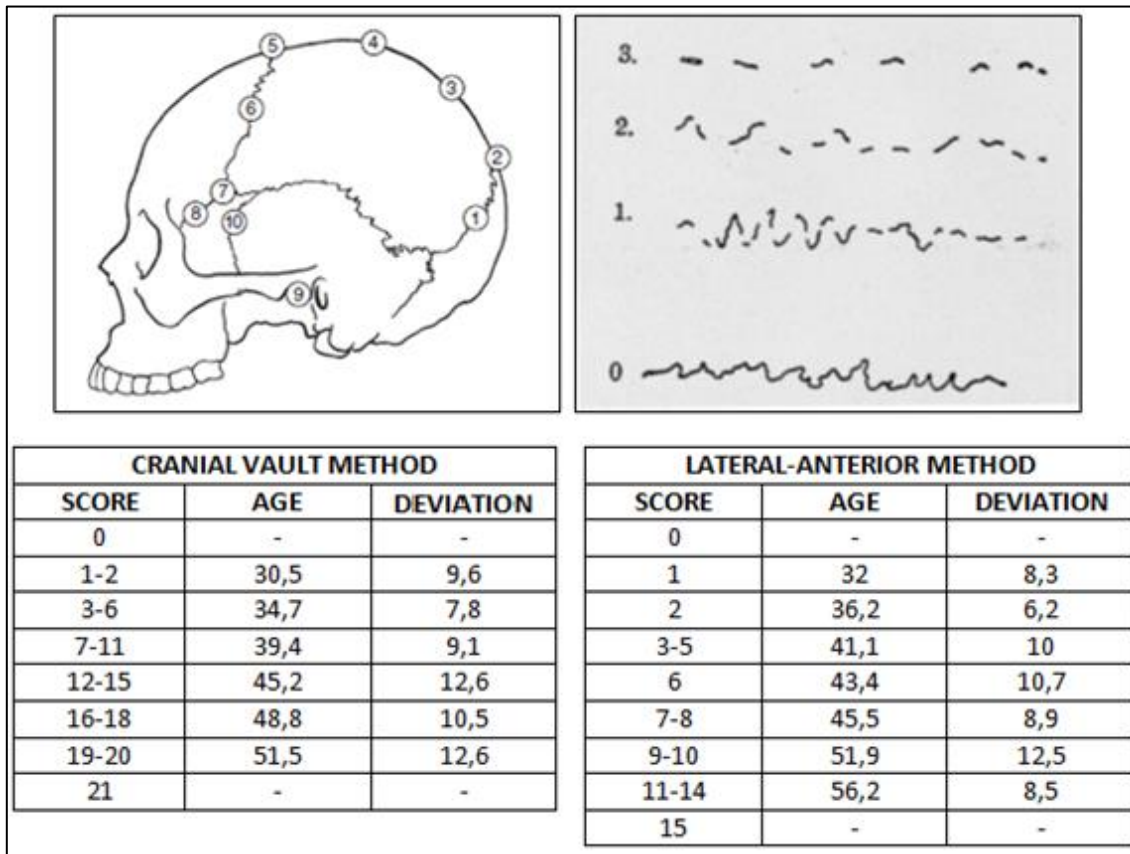 5
4
6
3
2
7
8
10
1
9
3.
2.
1.
0
CRANIAL VAULT METHOD
SCORE AGE DEVIATION
0 - -
1-2 30,5 9,6
3-6 34,7 7,8
7-11 39,4 9,1
12-15 45,2 12,6
16-18 48,8 10,5
19-20 51,5 12,6
21 - -
LATERAL-ANTERIOR METHOD
SCORE AGE DEVIATION
0 - -
1 32 8,3
2 36,2 6,2
3-5 41,1 10
6 43,4 10,7
7-8 45,5 8,9
9-10 51,9 12,5
11-14 56,2 8,5
15 - -